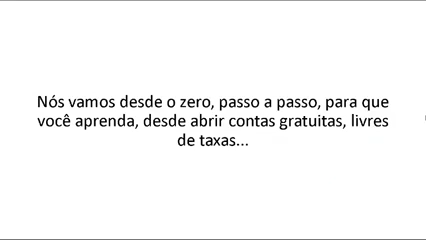 Nós vamos desde o zero, passo a passo, para que
você aprenda, desde abrir contas gratuitas, livres
de taxas...